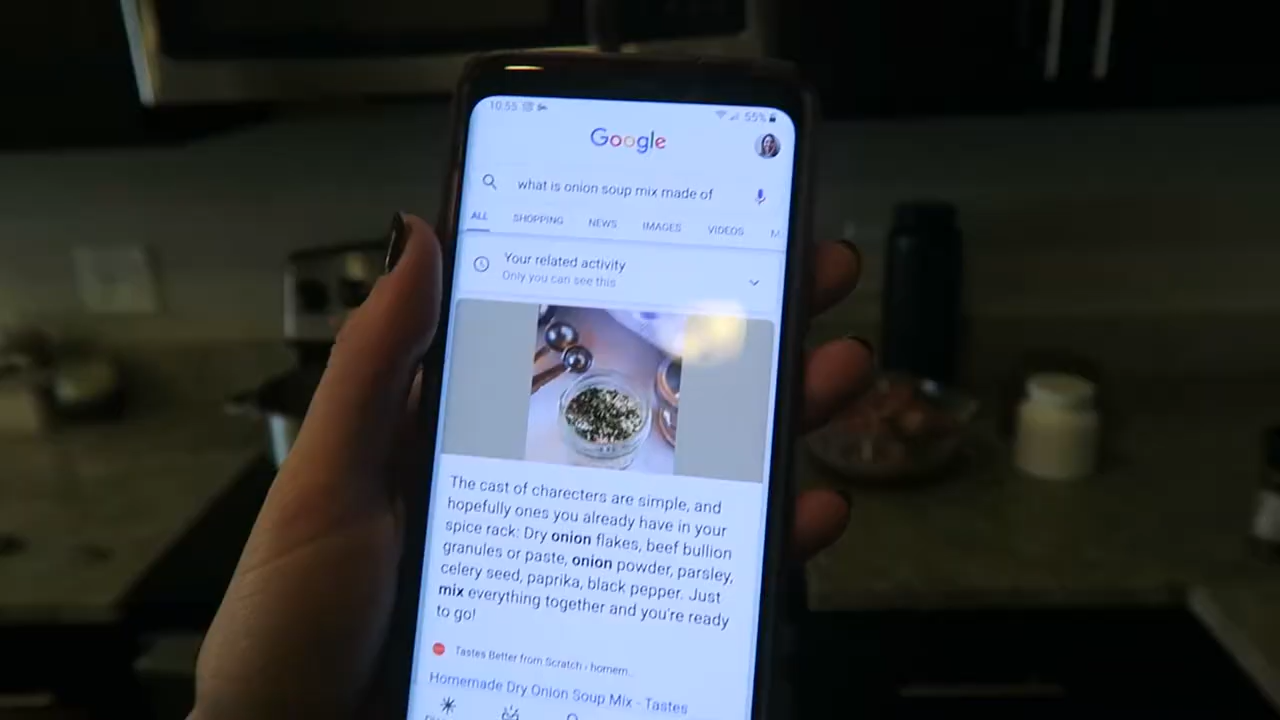 10:55
55%
Google
what is onion soup mix made of
ALL SHOPPING NEWS IMAGES VIDEOS M
Your related activity
Only you can see this
The cast of charecters are simple, and
hopefully ones you already have in your
spice rack: Dry onion flakes, beef bullion
granules or paste, onion powder, parsley,
celery seed, paprika, black pepper. Just
mix everything together and you're ready
to go!
Tastes Better from Scratch › homem...
Homemade Dry Onion Soup Mix - Tastes